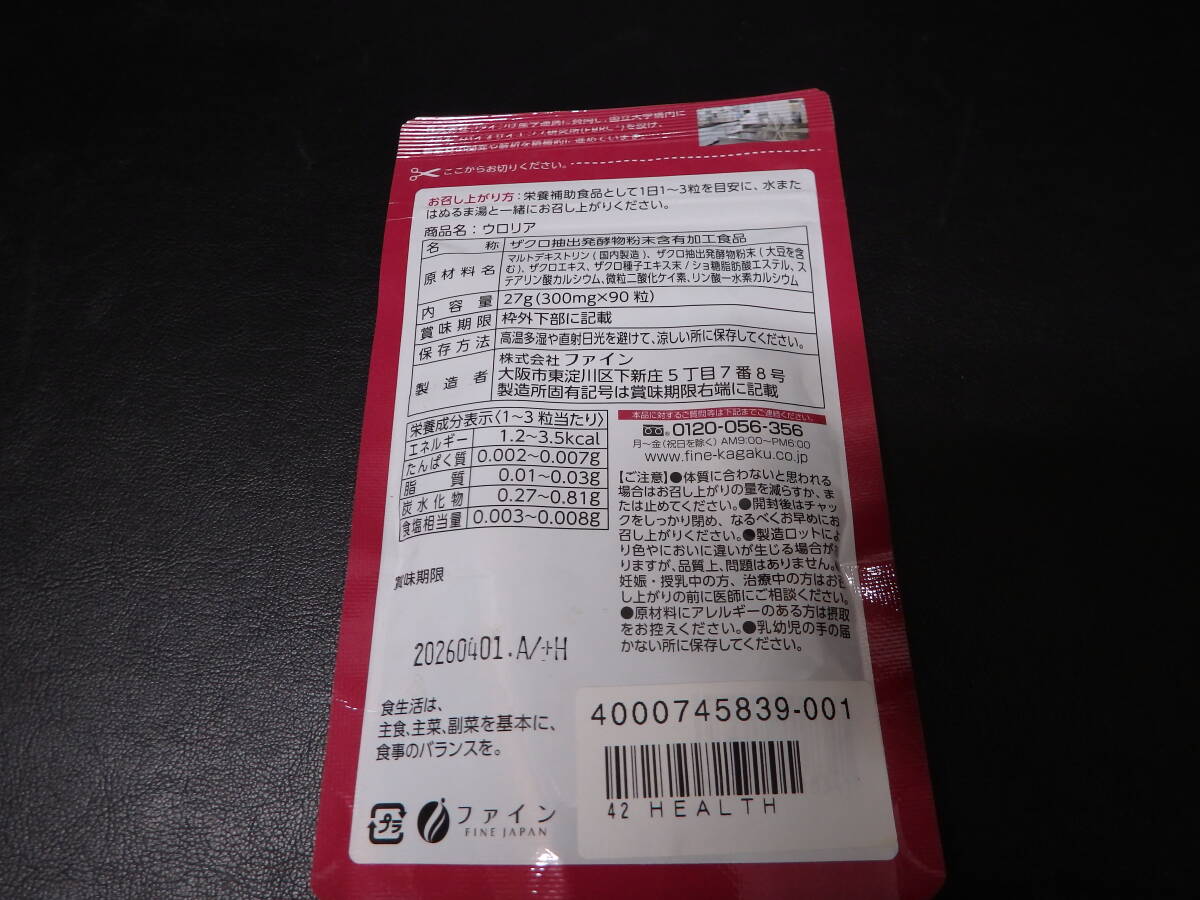 ここからお切りください。
お召し上がり方：栄養補助食品として1日1〜3粒を目安に、水また
はぬるま湯と一緒にお召し上がりください。
商品名：ウロリア
名称 ザクロ抽出発酵物粉末含有加工食品
原材料名 マルトデキストリン(国内製造)、ザクロ抽出発酵物粉末(大豆を含
む)、ザクロエキス、ザクロ種子エキス末/ショ糖脂肪酸エステル、ス
テアリン酸カルシウム、微粒二酸化ケイ素、リン酸一水素カルシウム
内容量 27g(300mg×90粒)
賞味期限 枠外下部に記載
保存方法 高温多湿や直射日光を避けて、涼しい所に保存してください。
製造者 株式会社ファイン
大阪市東淀川区下新庄5丁目7番8号
製造所固有記号は賞味期限右端に記載
栄養成分表示〈1〜3粒当たり〉
エネルギー 1.2〜3.5kcal
たんぱく質 0.002〜0.007g
脂質 0.01〜0.03g
炭水化物 0.27〜0.81g
食塩相当量 0.003〜0.008g
本品に対するご質問等は下記までご連絡ください。
0120-056-356
月〜金(祝日を除く) AM9:00〜PM6:00
www.fine-kagaku.co.jp
【ご注意】●体質に合わないと思われる
場合はお召し上がりの量を減らすか、ま
たは止めてください。●開封後はチャッ
クをしっかり閉め、なるべくお早めにお
召し上がりください。●製造ロットによ
り色やにおいに違いが生じる場合が
りますが、品質上、問題はありません。
妊娠・授乳中の方、治療中の方はお召
し上がりの前に医師にご相談ください。
●原材料にアレルギーのある方は摂取
をお控えください。●乳幼児の手の届
かない所に保存してください。
賞味期限
20260401.A/+H
食生活は、
主食、主菜、副菜を基本に、
食事のバランスを。
プラ
ファイン
FINE JAPAN
4000745839-001
42 HEALTH